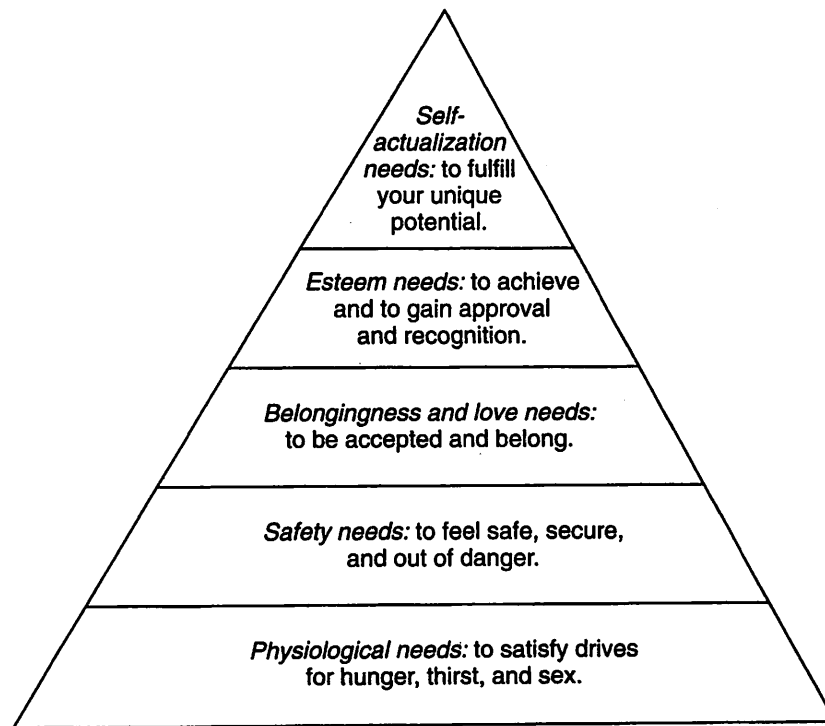 Self-
actualization
needs: to fulfill
your unique
potential.
Esteem needs: to achieve
and to gain approval
and recognition.
Belongingness and love needs:
to be accepted and belong.
Safety needs: to feel safe, secure,
and out of danger.
Physiological needs: to satisfy drives
for hunger, thirst, and sex.